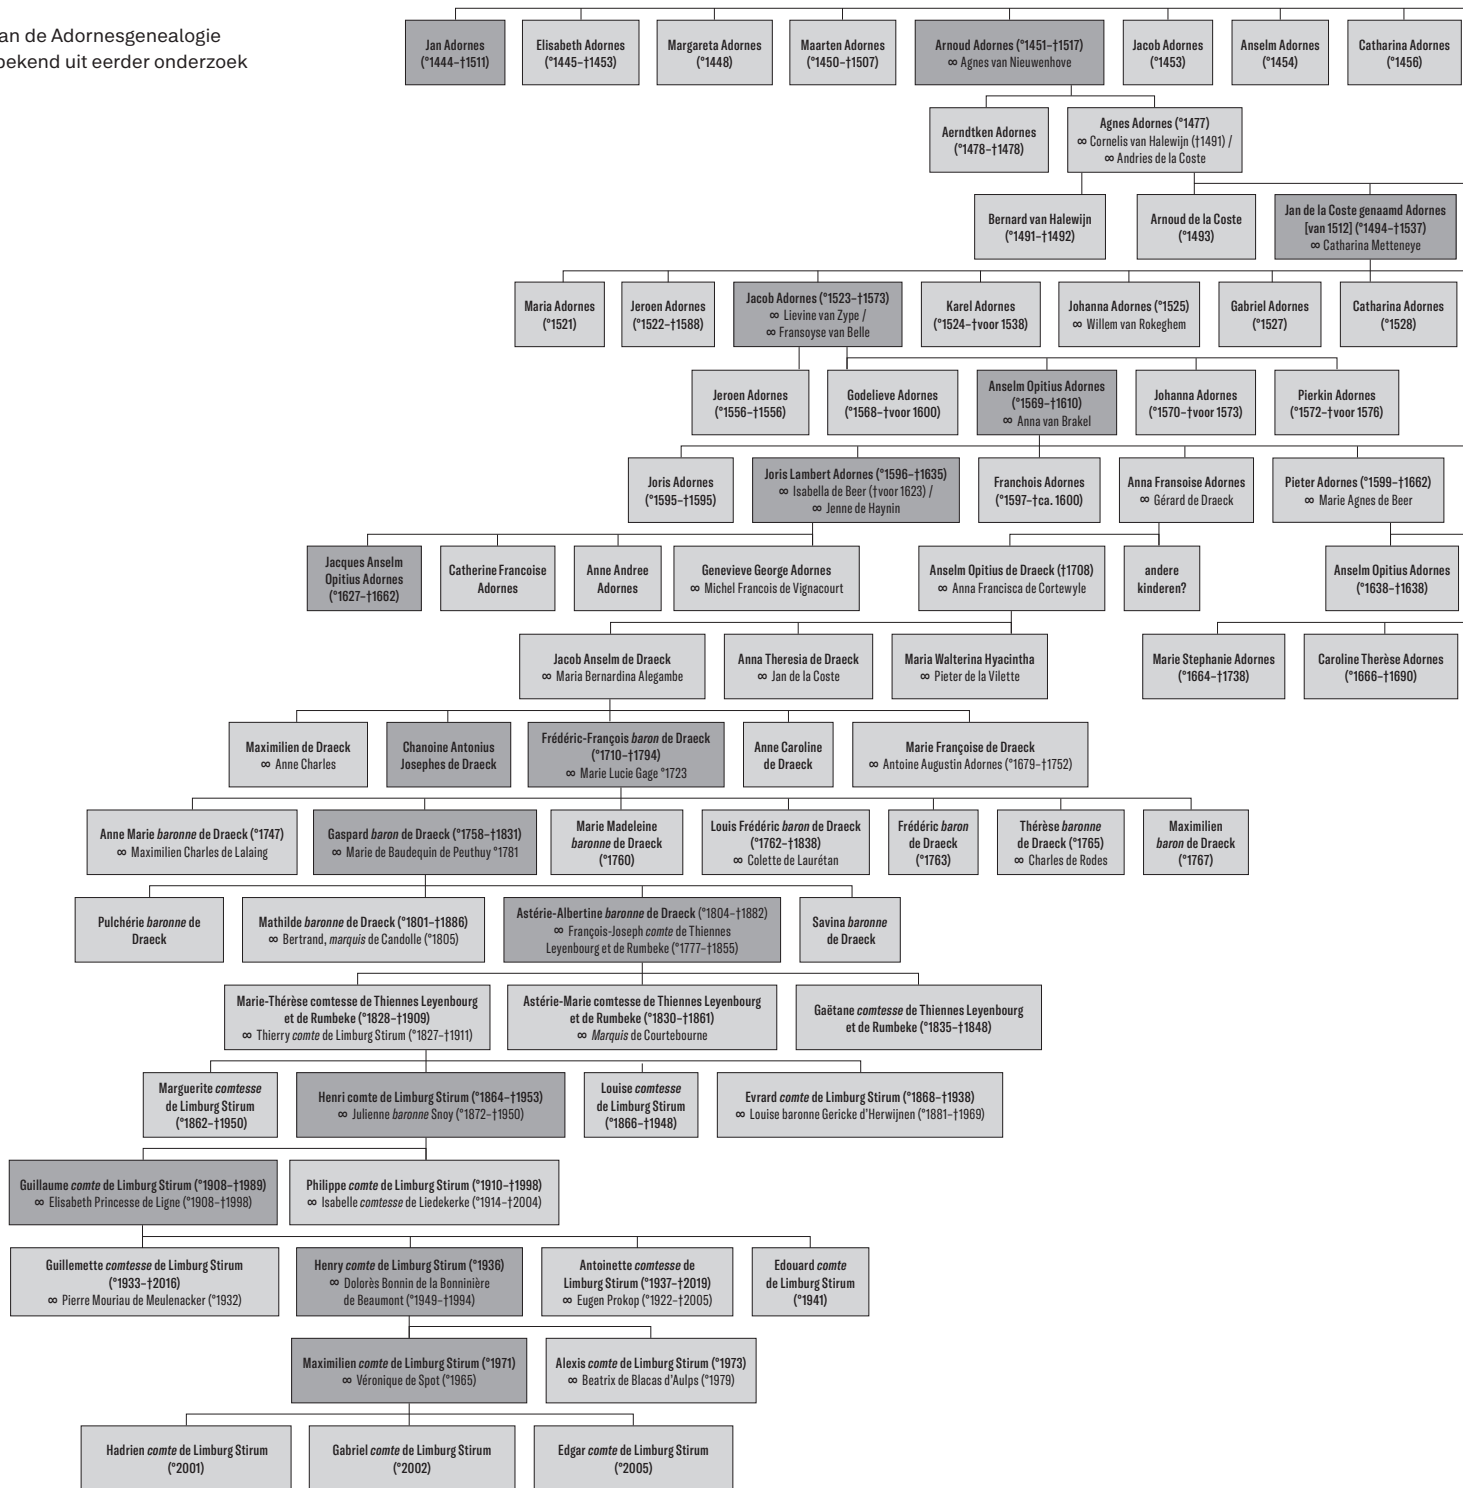 an de Adornesgenealogie
bekend uit eerder onderzoek
Jan Adornes
(°1444–†1511)
Elisabeth Adornes
(°1445–†1453)
Margareta Adornes
(°1448)
Maarten Adornes
(°1450–†1507)
Arnoud Adornes (°1451–†1517)
∞ Agnes van Nieuwenhove
Jacob Adornes
(°1453)
Anselm Adornes
(°1454)
Catharina Adornes
(°1456)
Aerndtken Adornes
(°1478–†1478)
Agnes Adornes (°1477)
∞ Cornelis van Halewijn (†1491) /
∞ Andries de la Coste
Bernard van Halewijn
(°1491–†1492)
Arnoud de la Coste
(°1493)
Jan de la Coste genaamd Adornes
[van 1512] (°1494–†1537)
∞ Catharina Metteneye
Maria Adornes
(°1521)
Jeroen Adornes
(°1522–†1588)
Jacob Adornes (°1523–†1573)
∞ Lievine van Zype /
∞ Fransoyse van Belle
Karel Adornes
(°1524–†voor 1538)
Johanna Adornes (°1525)
∞ Willem van Rokeghem
Gabriel Adornes
(°1527)
Catharina Adornes
(°1528)
Jeroen Adornes
(°1556–†1556)
Godelieve Adornes
(°1568–†voor 1600)
Anselm Opitius Adornes
(°1569–†1610)
∞ Anna van Brakel
Johanna Adornes
(°1570–†voor 1573)
Pierkin Adornes
(°1572–†voor 1576)
Joris Adornes
(°1595–†1595)
Joris Lambert Adornes (°1596–†1635)
∞ Isabella de Beer (†voor 1623) /
∞ Jenne de Haynin
Franchois Adornes
(°1597–†ca. 1600)
Anna Fransoise Adornes
∞ Gérard de Draeck
Pieter Adornes (°1599–†1662)
∞ Marie Agnes de Beer
Jacques Anselm
Opitius Adornes
(°1627–†1662)
Catherine Francoise
Adornes
Anne Andree
Adornes
Genevieve George Adornes
∞ Michel Francois de Vignacourt
Anselm Opitius de Draeck (†1708)
∞ Anna Francisca de Cortewyle
andere
kinderen?
Anselm Opitius Adornes
(°1638–†1638)
Jacob Anselm de Draeck
∞ Maria Bernardina Alegambe
Anna Theresia de Draeck
∞ Jan de la Coste
Maria Walterina Hyacintha
∞ Pieter de la Vilette
Marie Stephanie Adornes
(°1664–†1738)
Caroline Therèse Adornes
(°1666–†1690)
Maximilien de Draeck
∞ Anne Charles
Chanoine Antonius
Josephes de Draeck
Frédéric-François baron de Draeck
(°1710–†1794)
∞ Marie Lucie Gage °1723
Anne Caroline
de Draeck
Marie Françoise de Draeck
∞ Antoine Augustin Adornes (°1679–†1752)
Anne Marie baronne de Draeck (°1747)
∞ Maximilien Charles de Lalaing
Gaspard baron de Draeck (°1758–†1831)
∞ Marie de Baudequin de Peuthuy °1781
Marie Madeleine
baronne de Draeck
(°1760)
Louis Frédéric baron de Draeck
(°1762–†1838)
∞ Colette de Laurétan
Frédéric baron
de Draeck
(°1763)
Thérèse baronne
de Draeck (°1765)
∞ Charles de Rodes
Maximilien
baron de Draeck
(°1767)
Pulchérie baronne de
Draeck
Mathilde baronne de Draeck (°1801–†1886)
∞ Bertrand, marquis de Candolle (°1805)
Astérie-Albertine baronne de Draeck (°1804–†1882)
∞ François-Joseph comte de Thiennes
Leyenbourg et de Rumbeke (°1777–†1855)
Savina baronne
de Draeck
Marie-Thérèse comtesse de Thiennes Leyenbourg
et de Rumbeke (°1828–†1909)
∞ Thierry comte de Limburg Stirum (°1827–†1911)
Astérie-Marie comtesse de Thiennes Leyenbourg
et de Rumbeke (°1830–†1861)
∞ Marquis de Courtebourne
Gaëtane comtesse de Thiennes Leyenbourg
et de Rumbeke (°1835–†1848)
Marguerite comtesse
de Limburg Stirum
(°1862–†1950)
Henri comte de Limburg Stirum (°1864–†1953)
∞ Julienne baronne Snoy (°1872–†1950)
Louise comtesse
de Limburg Stirum
(°1866–†1948)
Evrard comte de Limburg Stirum (°1868–†1938)
∞ Louise baronne Gericke d'Herwijnen (°1881–†1969)
Guillaume comte de Limburg Stirum (°1908–†1989)
∞ Elisabeth Princesse de Ligne (°1908–†1998)
Philippe comte de Limburg Stirum (°1910–†1998)
∞ Isabelle comtesse de Liedekerke (°1914–†2004)
Guillemette comtesse de Limburg Stirum
(°1933–†2016)
∞ Pierre Mouriau de Meulenacker (°1932)
Henry comte de Limburg Stirum (°1936)
∞ Dolorès Bonnin de la Bonninière
de Beaumont (°1949–†1994)
Antoinette comtesse de
Limburg Stirum (°1937–†2019)
∞ Eugen Prokop (°1922–†2005)
Edouard comte
de Limburg Stirum
(°1941)
Maximilien comte de Limburg Stirum (°1971)
∞ Véronique de Spot (°1965)
Alexis comte de Limburg Stirum (°1973)
∞ Beatrix de Blacas d'Aulps (°1979)
Hadrien comte de Limburg Stirum
(°2001)
Gabriel comte de Limburg Stirum
(°2002)
Edgar comte de Limburg Stirum
(°2005)